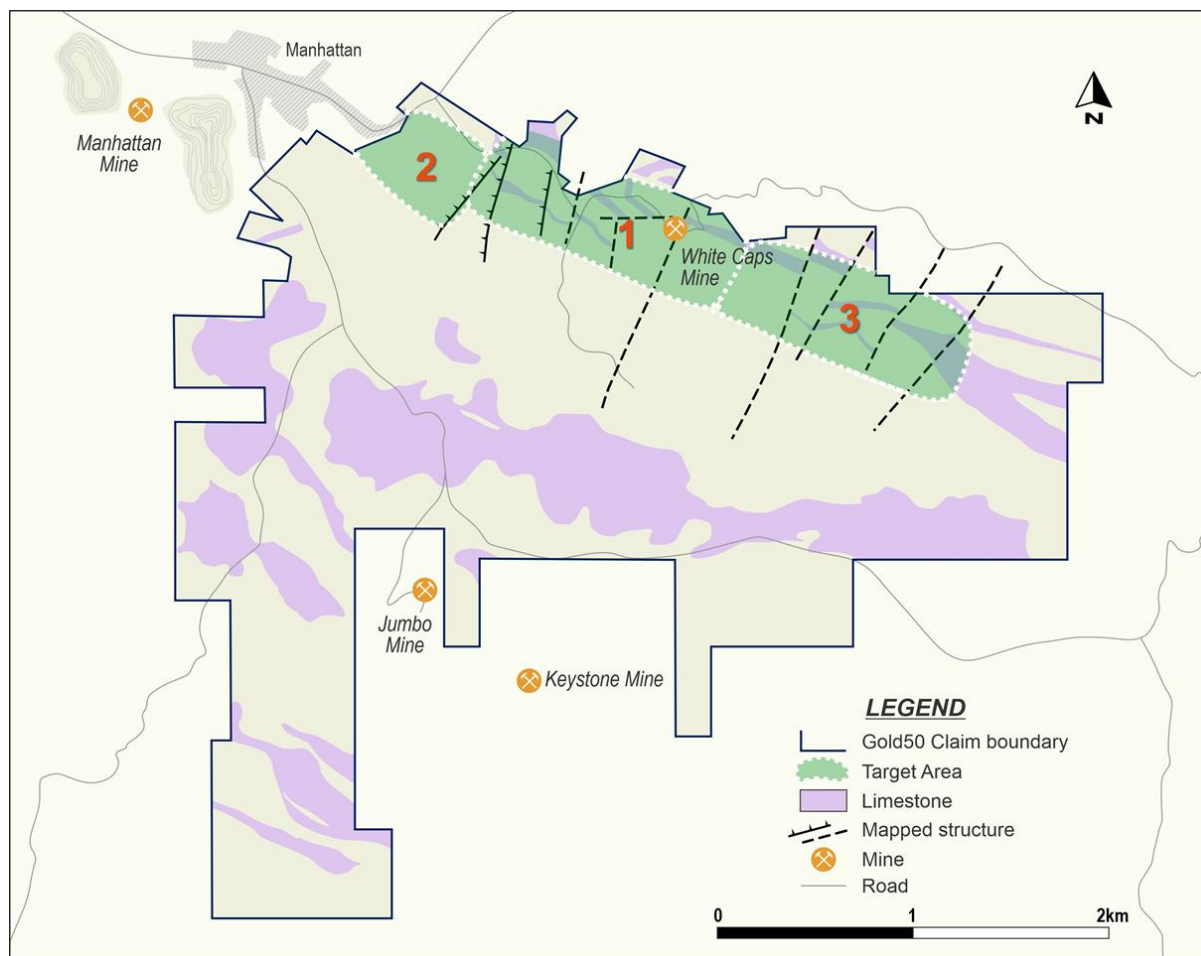 Manhattan
Manhattan
Mine
N
2
1
White Caps
Mine
3
Jumbo
Mine
Keystone Mine
LEGEND
Gold50 Claim boundary
Target Area
Limestone
Mapped structure
Mine
Road
0 1 2km